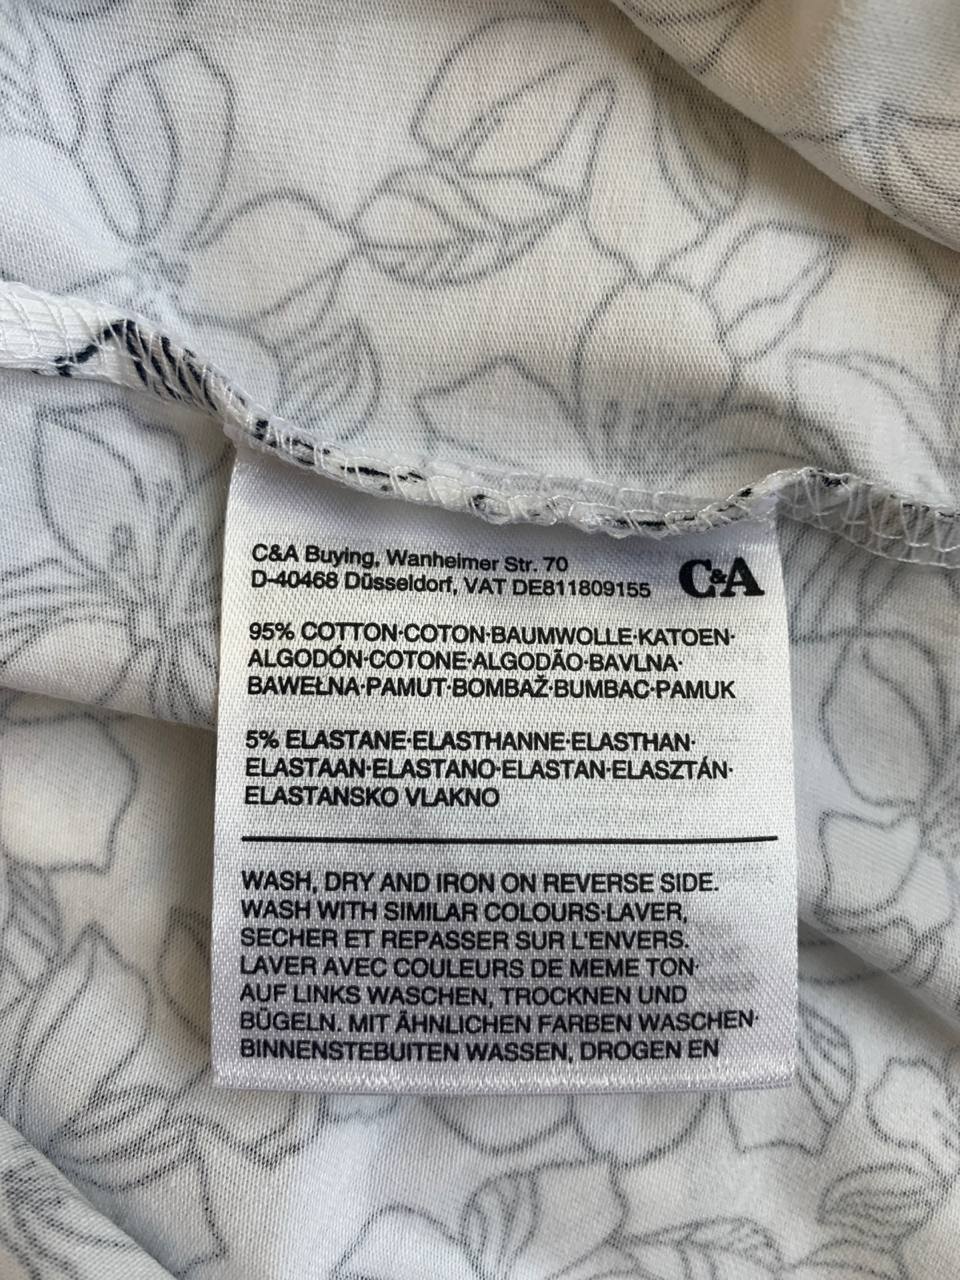 C&A Buying, Wanheimer Str. 70
D-40468 Düsseldorf, VAT DE811809155
C&A
95% COTTON·COTON·BAUMWOLLE·KATOEN·
ALGODÓN·COTONE·ALGODÃO·BAVLNA·
BAWEŁNA·PAMUT·BOMBAŽ·BUMBAC·PAMUK
5% ELASTANE·ELASTHANNE·ELASTHAN·
ELASTAAN·ELASTANO·ELASTAN·ELASZTÁN·
ELASTANSKO VLAKNO
WASH, DRY AND IRON ON REVERSE SIDE.
WASH WITH SIMILAR COLOURS·LAVER,
SECHER ET REPASSER SUR L'ENVERS.
LAVER AVEC COULEURS DE MEME TON·
AUF LINKS WASCHEN, TROCKNEN UND
BÜGELN. MIT ÄHNLICHEN FARBEN WASCHEN·
BINNENSTEBUITEN WASSEN, DROGEN EN